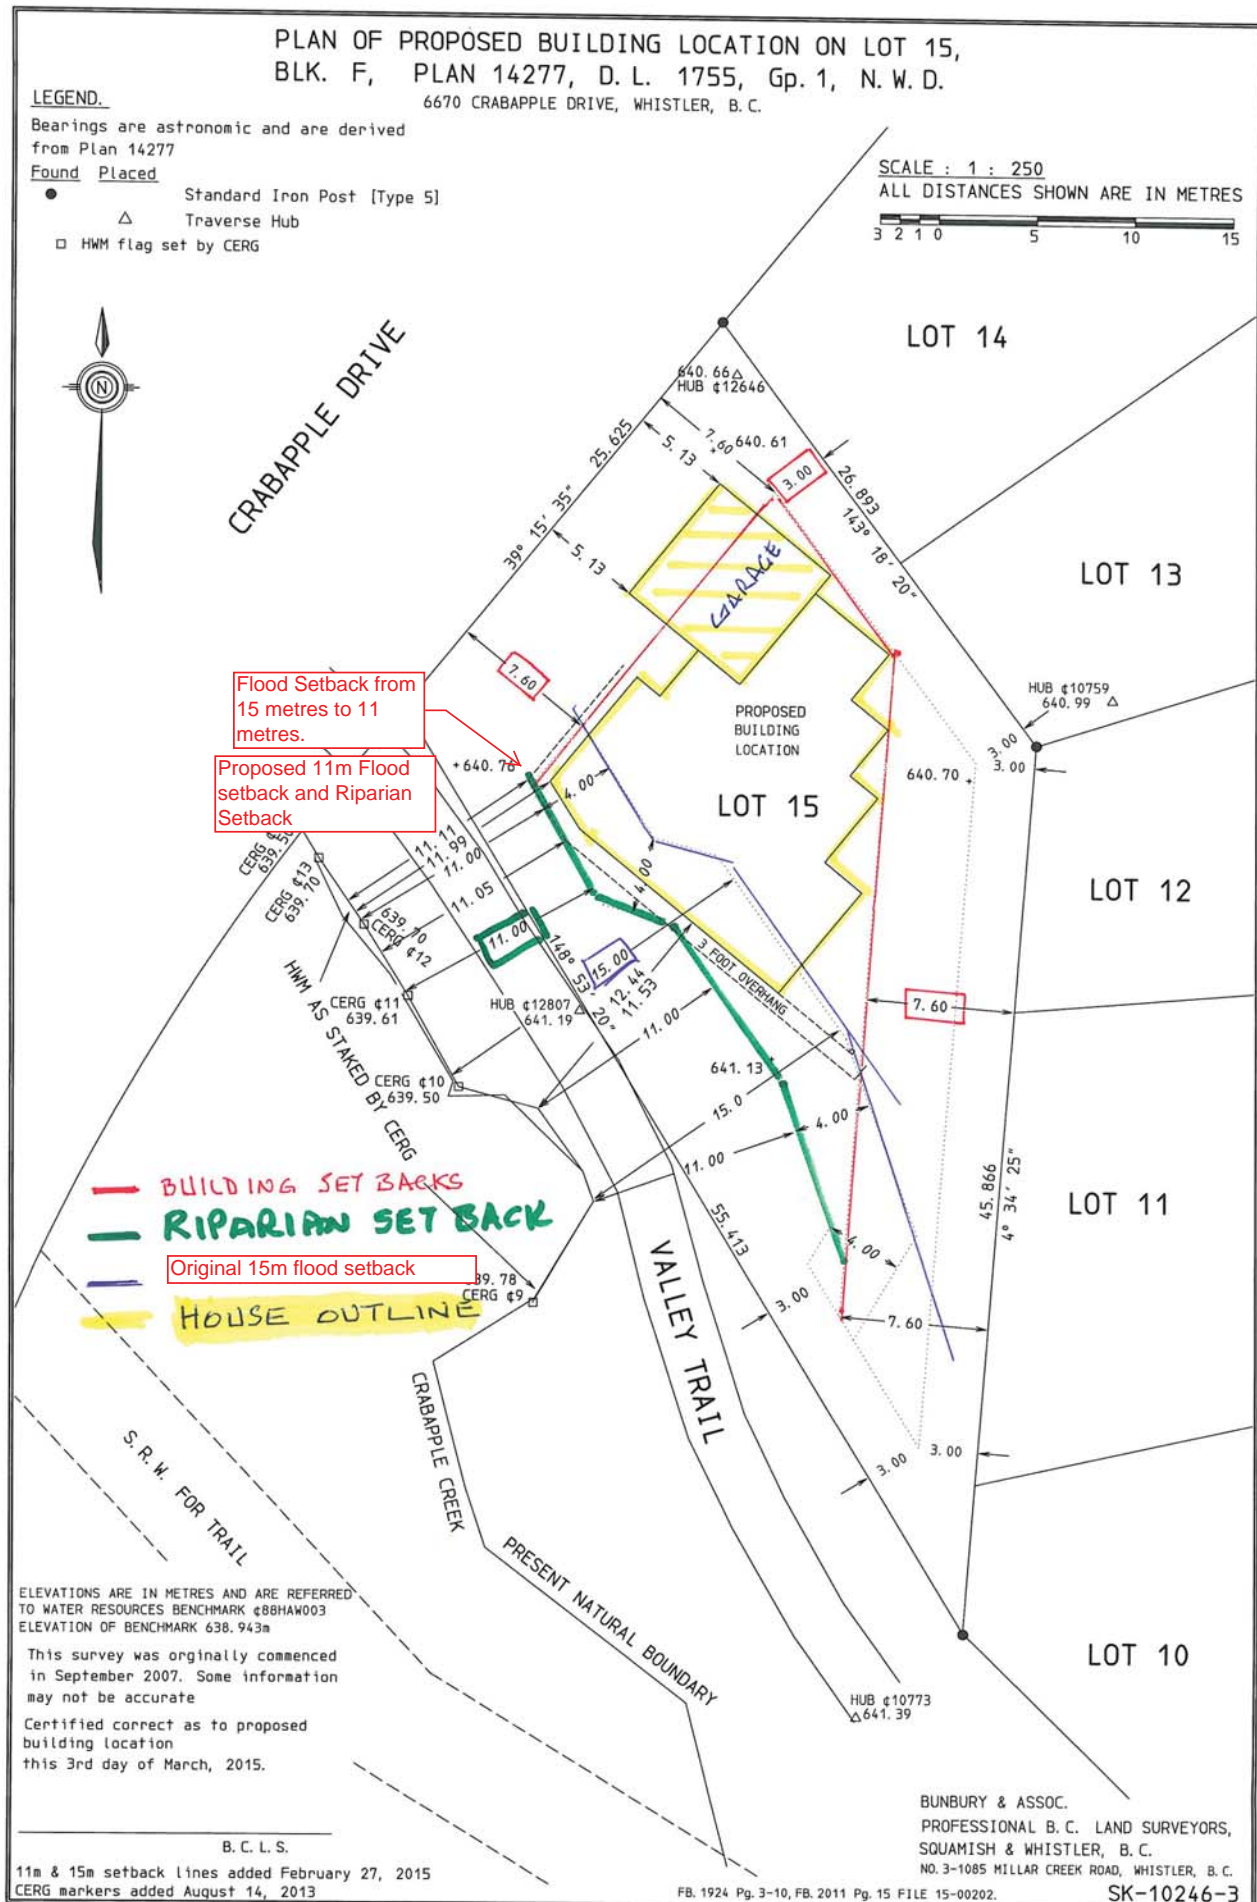 PLAN OF PROPOSED BUILDING LOCATION ON LOT 15,
BLK. F, PLAN 14277, D. L. 1755, Gp. 1, N. W. D.
6670 CRABAPPLE DRIVE, WHISTLER, B. C.
LEGEND.
Bearings are astronomic and are derived
from Plan 14277
Found Placed
Standard Iron Post [Type 5]
Traverse Hub
HWM flag set by CERG
SCALE : 1 : 250
ALL DISTANCES SHOWN ARE IN METRES
3 2 1 0 5 10 15
N
CRABAPPLE DRIVE
LOT 14
640. 66
HUB ¢12646
25. 625
39° 15' 35"
7. 60
640. 61
5. 13
3. 00
26. 893
143° 18' 20"
5. 13
GARAGE
LOT 13
7. 60
HUB ¢10759
640. 99
3. 00
3. 00
Flood Setback from
15 metres to 11
metres.
Proposed 11m Flood
setback and Riparian
Setback
PROPOSED
BUILDING
LOCATION
+640. 76
4. 00
640. 70
LOT 15
LOT 12
639. 50
CERG ¢13
639. 70
11. 11
11. 99
11. 00
11. 05
639. 70
CERG ¢12
4. 00
11. 00
15. 00
148° 53' 20"
12. 44
11. 53
3 FOOT OVERHANG
7. 60
HWM AS STAKED BY CERG
CERG ¢11
639. 61
HUB ¢12807
641. 19
11. 00
641. 13
CERG ¢10
639. 50
15. 0
4. 00
11. 00
BUILDING SET BACKS
RIPARIAN SET BACK
Original 15m flood setback
HOUSE OUTLINE
39. 78
CERG ¢9
55. 413
45. 866
4° 34' 25"
LOT 11
4. 00
3. 00
7. 60
VALLEY TRAIL
CRABAPPLE CREEK
S. R. W. FOR TRAIL
3. 00
3. 00
PRESENT NATURAL BOUNDARY
LOT 10
HUB ¢10773
641. 39
ELEVATIONS ARE IN METRES AND ARE REFERRED
TO WATER RESOURCES BENCHMARK ¢88HAW003
ELEVATION OF BENCHMARK 638. 943m
This survey was orginally commenced
in September 2007. Some information
may not be accurate
Certified correct as to proposed
building location
this 3rd day of March, 2015.
B. C. L. S.
11m & 15m setback lines added February 27, 2015
CERG markers added August 14, 2013
BUNBURY & ASSOC.
PROFESSIONAL B. C. LAND SURVEYORS,
SQUAMISH & WHISTLER, B. C.
NO. 3-1085 MILLAR CREEK ROAD, WHISTLER, B. C.
FB. 1924 Pg. 3-10, FB. 2011 Pg. 15 FILE 15-00202.
SK-10246-3